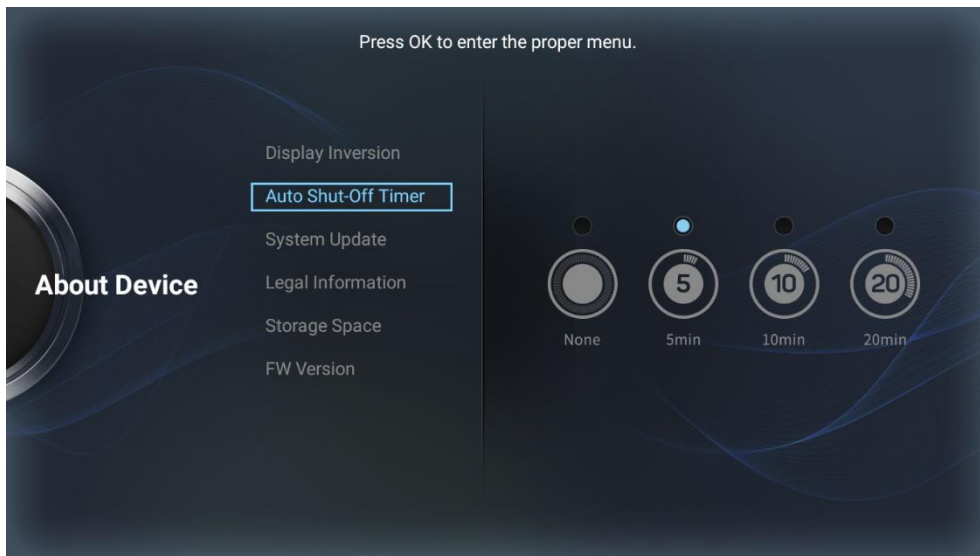 Press OK to enter the proper menu.
About Device
Display Inversion
Auto Shut-Off Timer
System Update
Legal Information
Storage Space
FW Version
5
10
20
None
5min
10min
20min